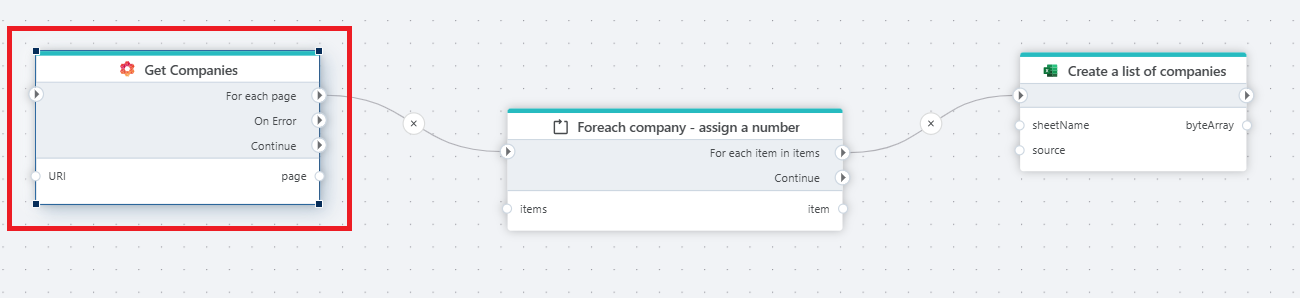 Get Companies
For each page
On Error
Continue
URI
page
Foreach company - assign a number
For each item in items
Continue
items
item
Create a list of companies
sheetName
byteArray
source